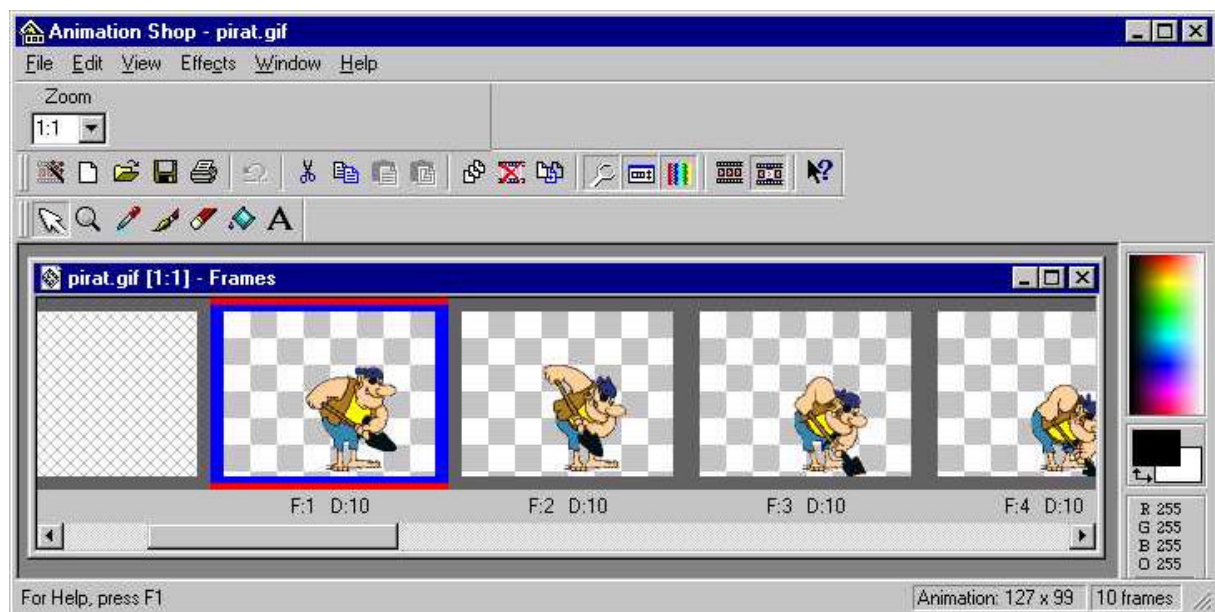 Animation Shop - pirat.gif
File Edit View Effects Window Help
Zoom
1:1
A
pirat.gif [1:1] - Frames
F:1 D:10 F:2 D:10 F:3 D:10 F:4 D:10
R 255
G 255
B 255
O 255
For Help, press F1 Animation: 127 x 99 10 frames